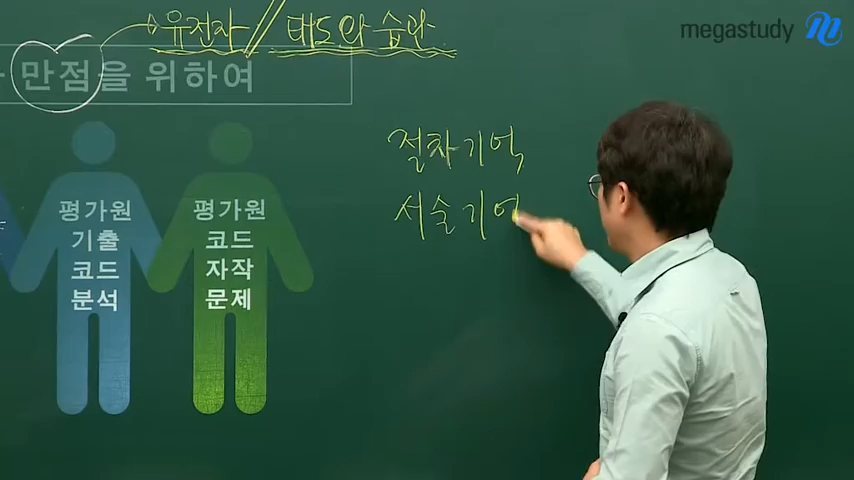 유전자 // 태도와 습관
megastudy
만점을 위하여
절차기억
서술기억
평가원
기출
코드
분석
평가원
코드
자작
문제